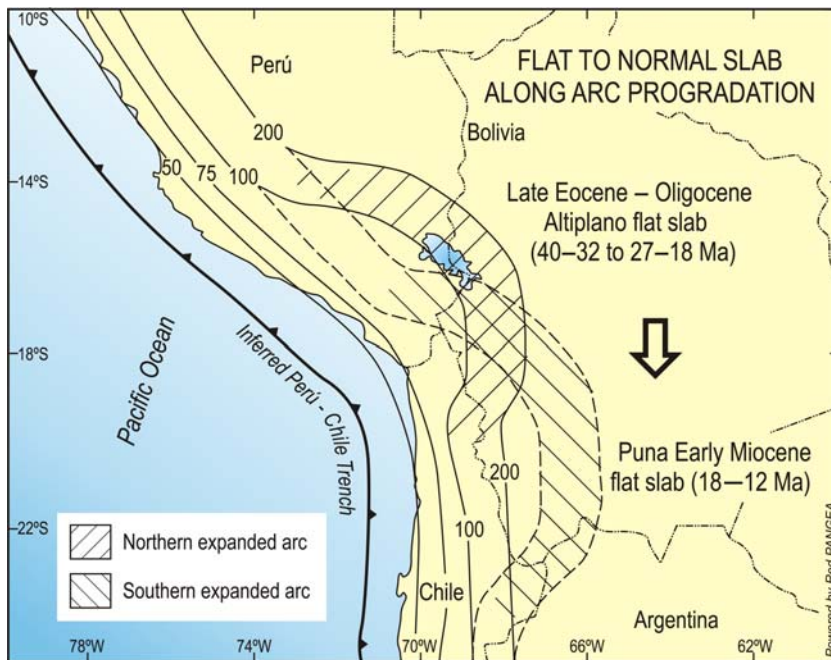 10ºS
Perú
FLAT TO NORMAL SLAB
ALONG ARC PROGRADATION
200
Bolivia
50
75
100
14ºS
Late Eocene – Oligocene
Altiplano flat slab
(40–32 to 27–18 Ma)
Pacific Ocean
Inferred Perú - Chile Trench
18ºS
Puna Early Miocene
flat slab (18–12 Ma)
200
100
22ºS
Northern expanded arc
Southern expanded arc
Chile
Argentina
78ºW
74ºW
70ºW
66ºW
62ºW
by Red PANGEA